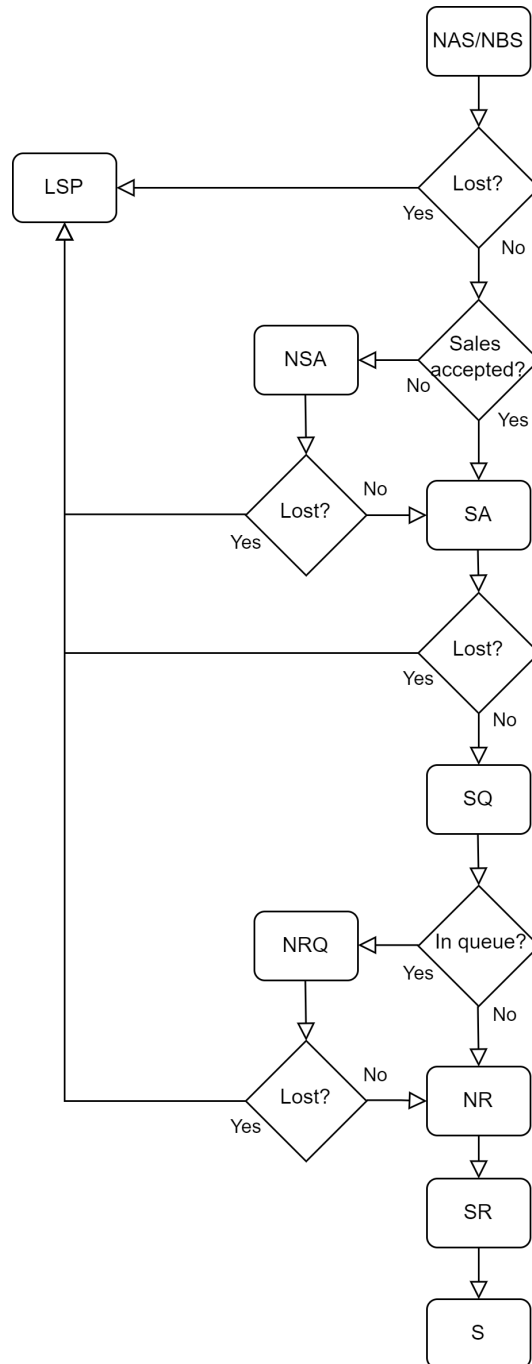 NAS/NBS
Lost?
LSP
Yes
No
Sales
accepted?
NSA
No
Yes
SA
Lost?
No
Yes
Lost?
Yes
No
SQ
In queue?
NRQ
Yes
No
NR
Lost?
No
Yes
SR
S